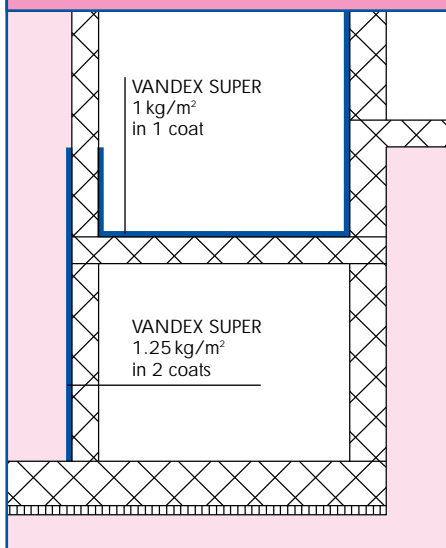 VANDEX SUPER
1 kg/m²
in 1 coat
VANDEX SUPER
1.25 kg/m²
in 2 coats